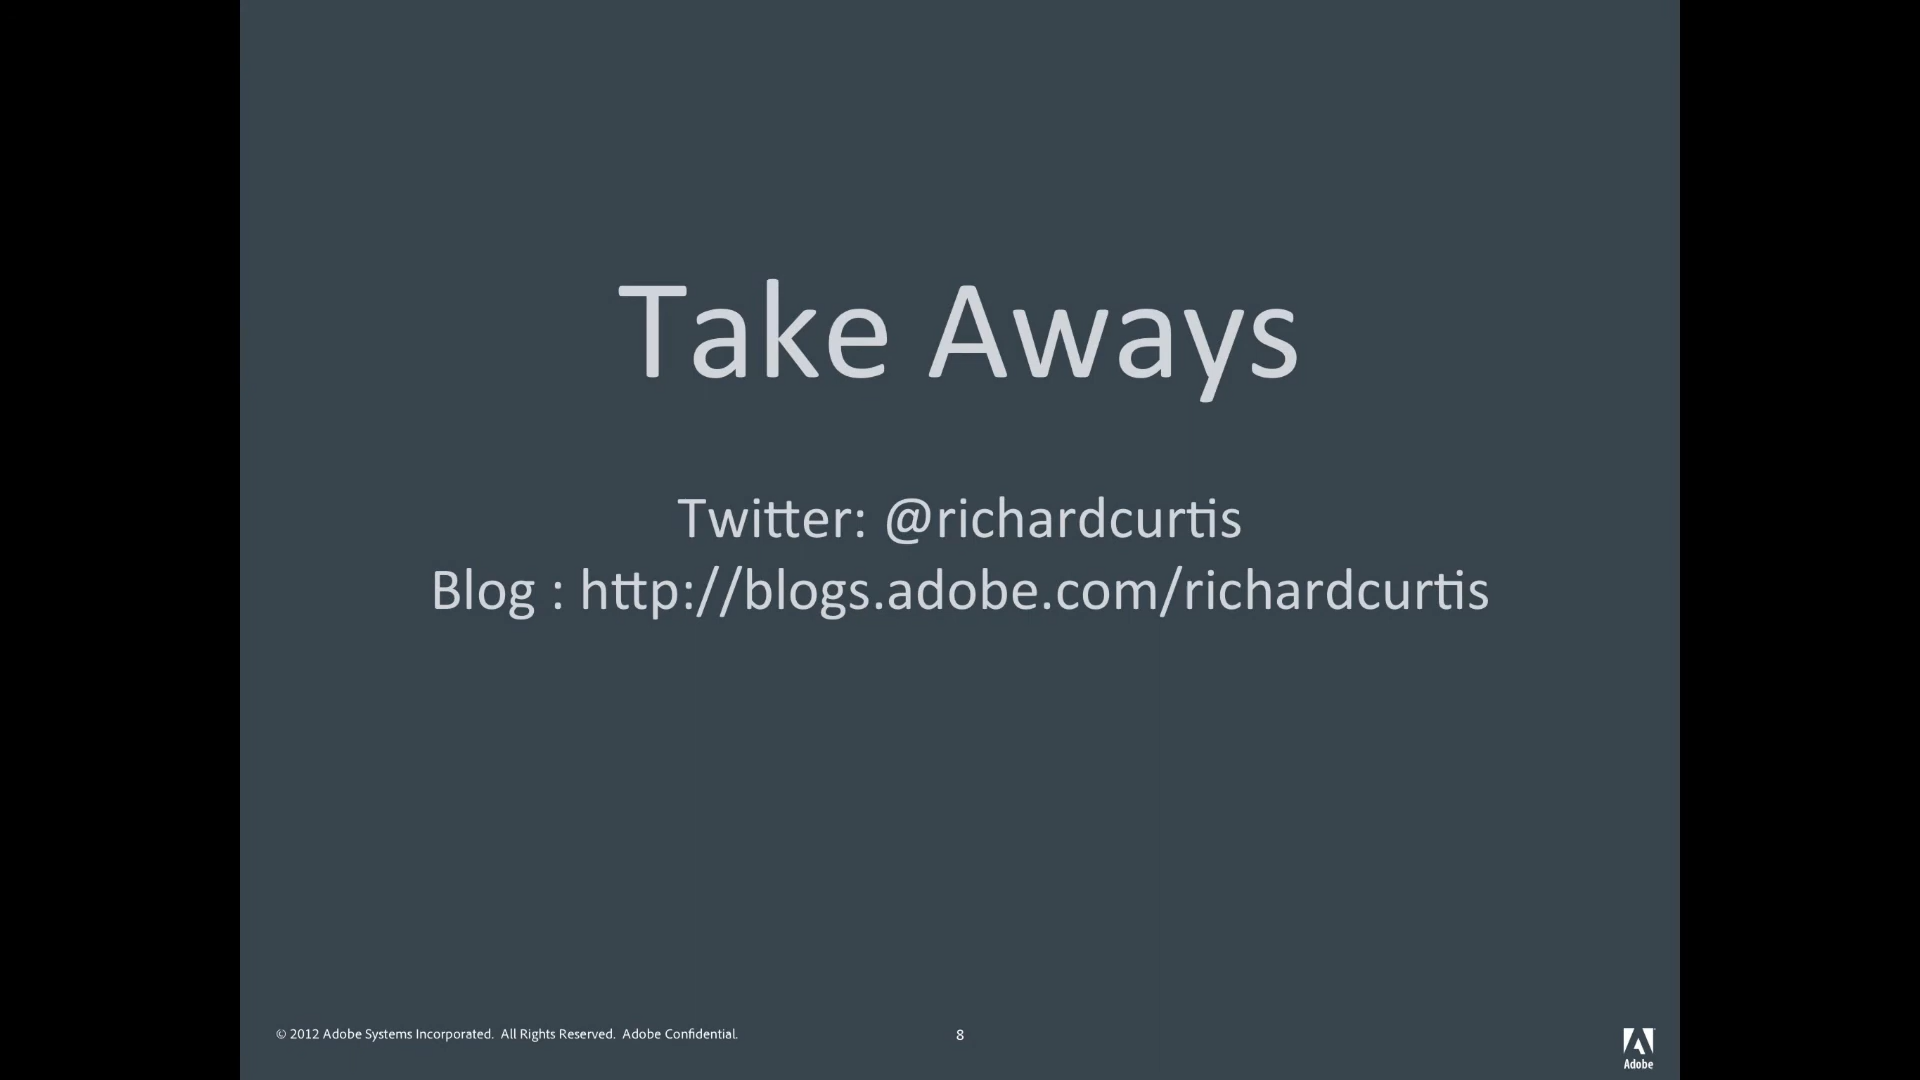 Take Aways
Twitter: @richardcurtis
Blog : http://blogs.adobe.com/richardcurtis
© 2012 Adobe Systems Incorporated.  All Rights Reserved.  Adobe Confidential.
8
Adobe